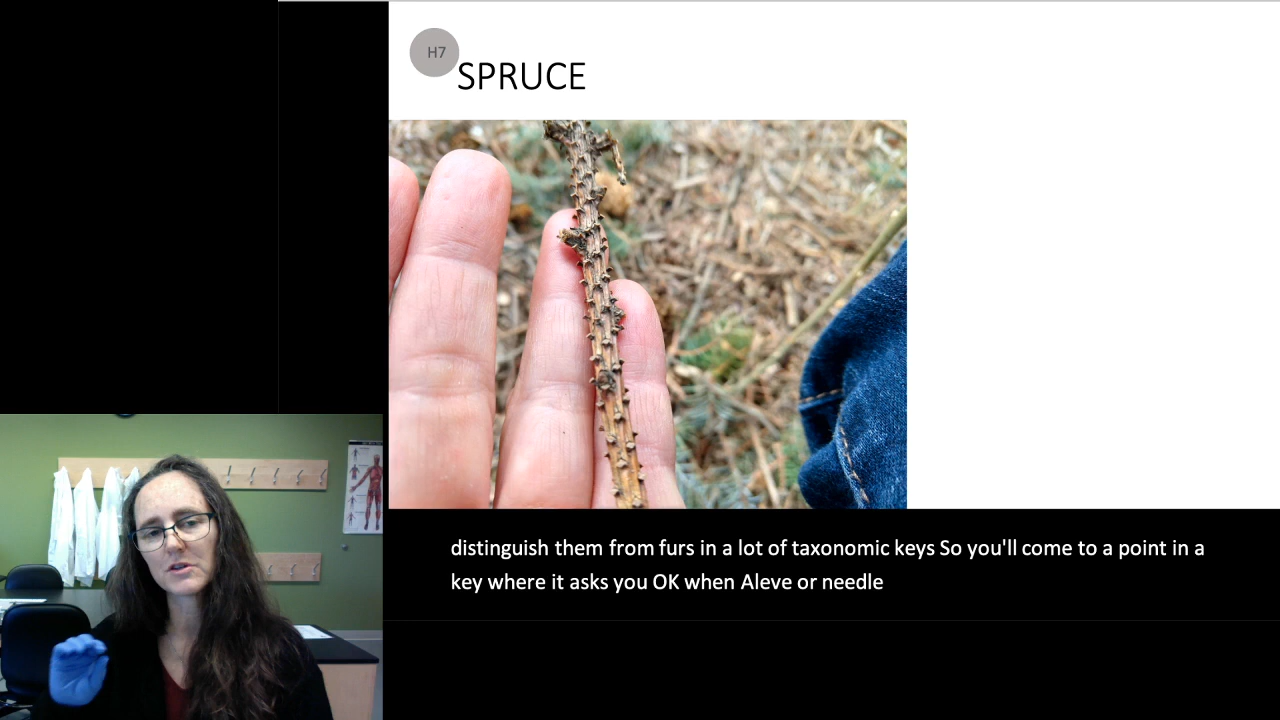 H7
SPRUCE
distinguish them from furs in a lot of taxonomic keys So you'll come to a point in a
key where it asks you OK when Aleve or needle